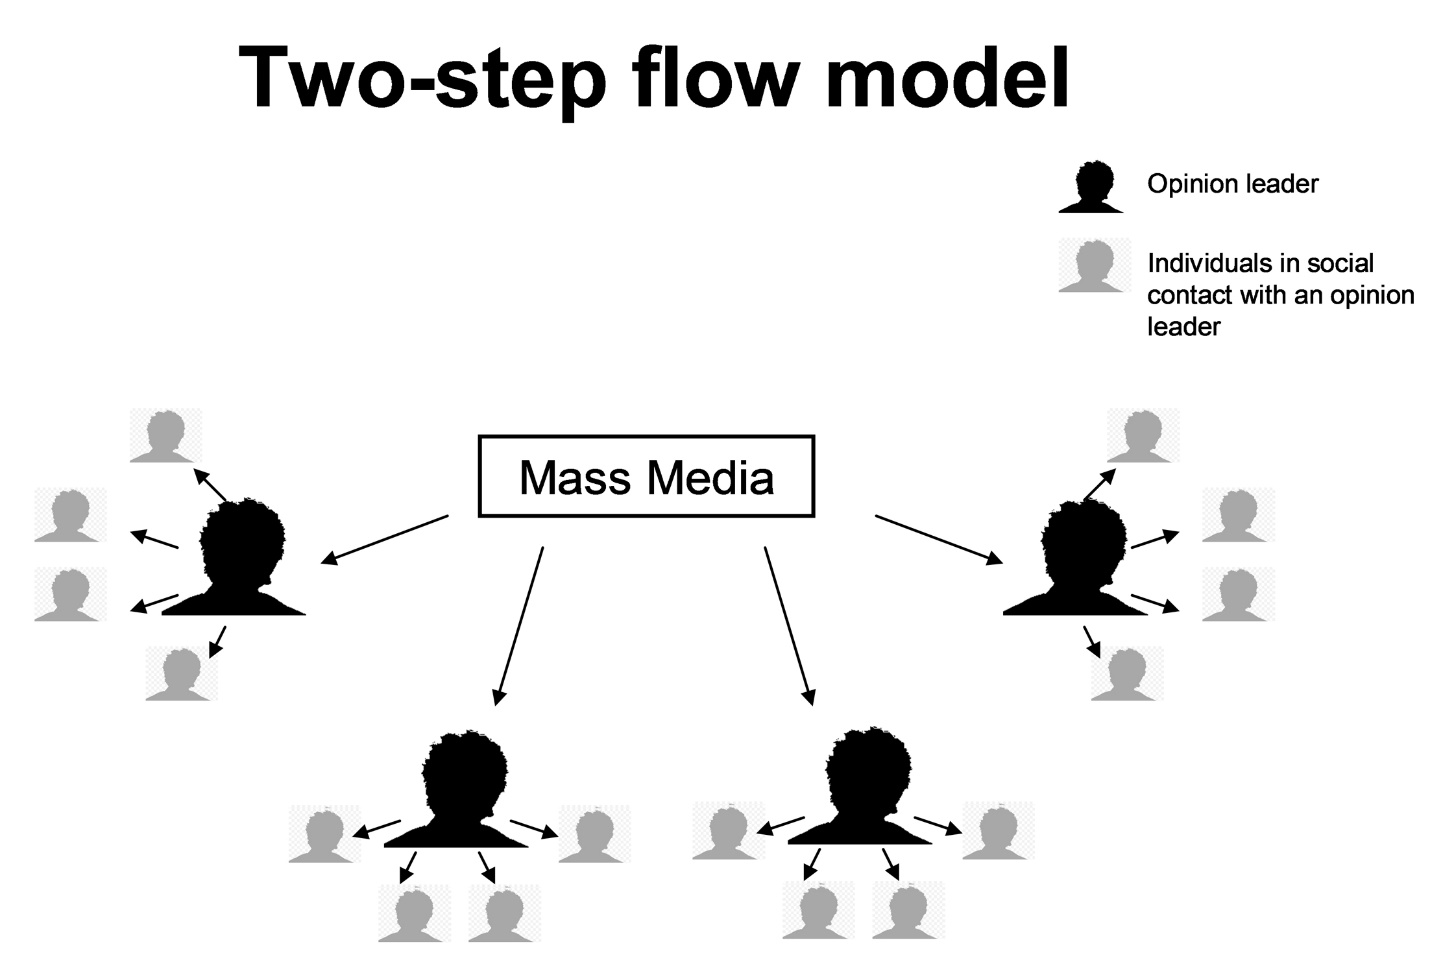 Two-step flow model
Opinion leader
Individuals in social
contact with an opinion
leader
Mass Media